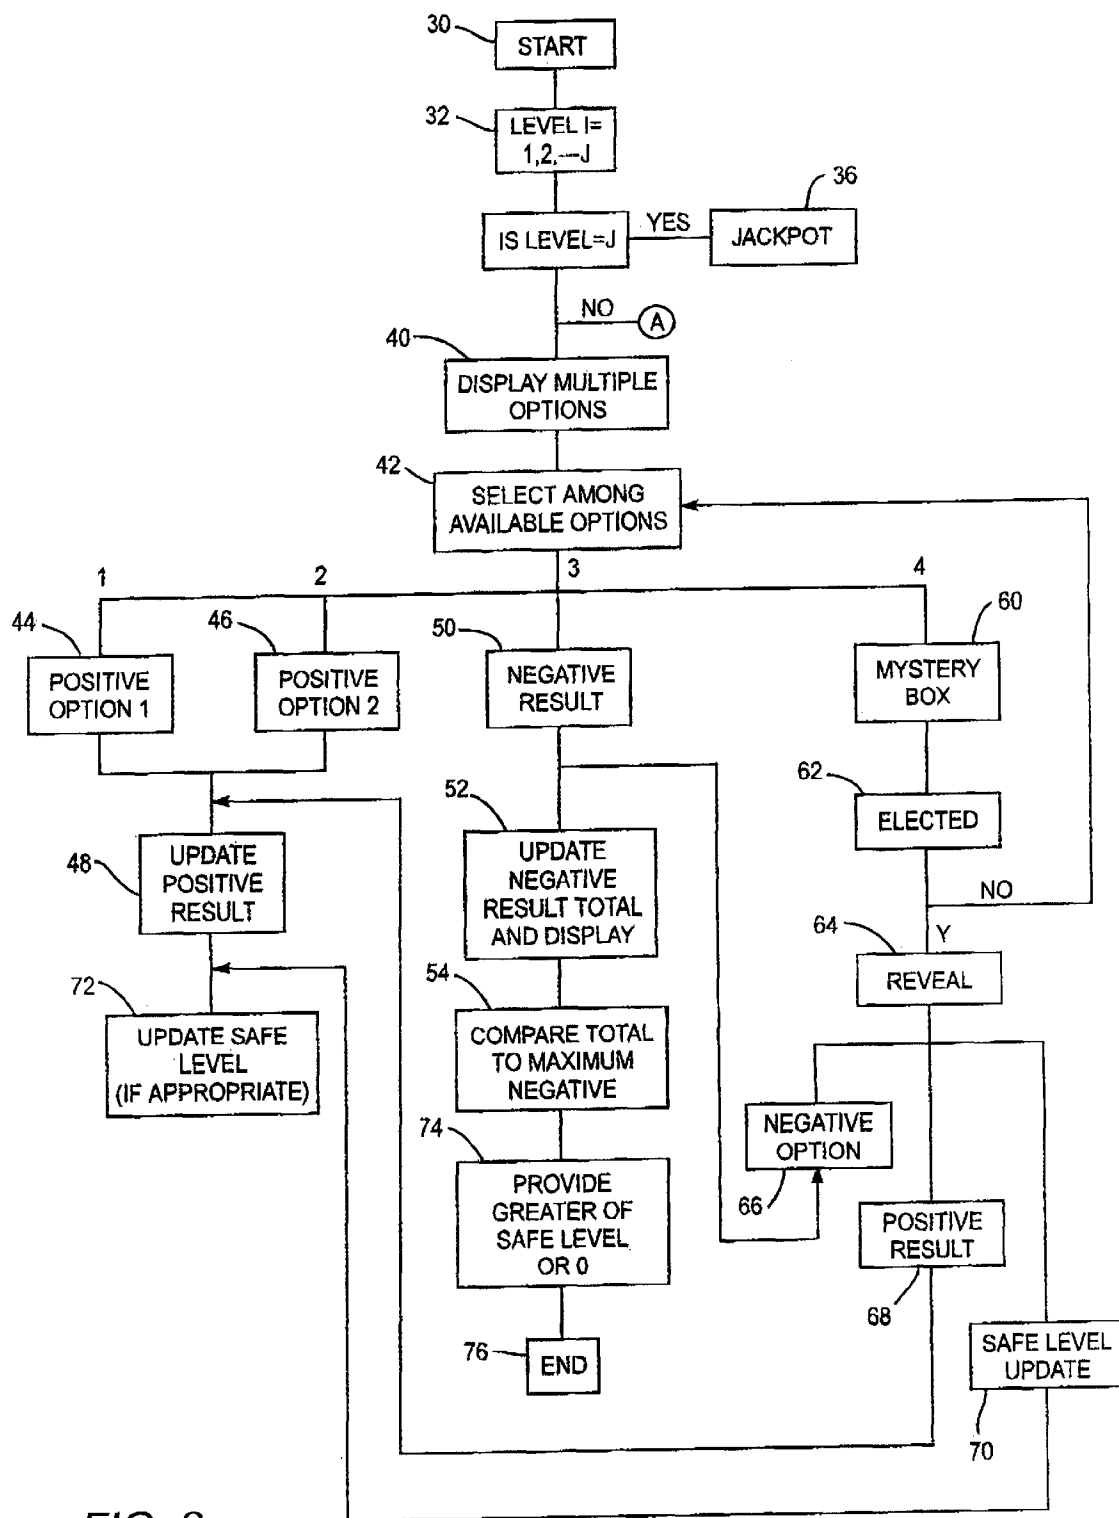 30
START
32
LEVEL I=
1,2,---J
36
IS LEVEL=J
YES
JACKPOT
NO
A
40
DISPLAY MULTIPLE
OPTIONS
42
SELECT AMONG
AVAILABLE OPTIONS
1
2
3
4
44
POSITIVE
OPTION 1
46
POSITIVE
OPTION 2
50
NEGATIVE
RESULT
60
MYSTERY
BOX
62
ELECTED
NO
48
UPDATE
POSITIVE
RESULT
52
UPDATE
NEGATIVE
RESULT TOTAL
AND DISPLAY
Y
64
REVEAL
72
UPDATE SAFE
LEVEL
(IF APPROPRIATE)
54
COMPARE TOTAL
TO MAXIMUM
NEGATIVE
NEGATIVE
OPTION
66
74
PROVIDE
GREATER OF
SAFE LEVEL
OR 0
POSITIVE
RESULT
68
76
END
SAFE LEVEL
UPDATE
70